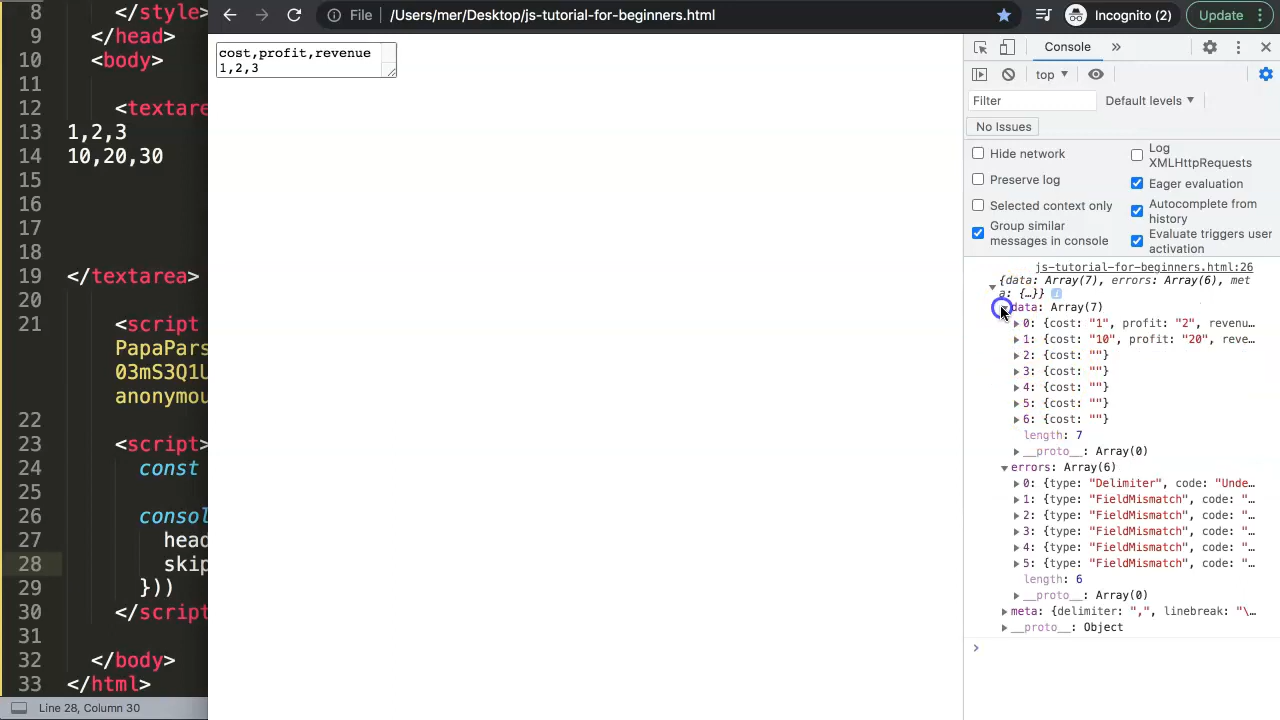 8 </style>
9 </head>
10 <body>
11
12 <textare
13 1,2,3
14 10,20,30
15
16
17
18
19 </textarea>
20
21 <script
PapaPars
03mS3Q1U
anonymou
22
23 <script>
24 const
25
26 consol
27 head
28 skip
29 }))
30 </script
31
32 </body>
33 </html>
Line 28, Column 30
File /Users/mer/Desktop/js-tutorial-for-beginners.html
Incognito (2)
Update
cost,profit,revenue
1,2,3
Console »
top
Filter
Default levels
No Issues
Hide network
Log XMLHttpRequests
Preserve log
Eager evaluation
Selected context only
Autocomplete from history
Group similar messages in console
Evaluate triggers user activation
js-tutorial-for-beginners.html:26
{data: Array(7), errors: Array(6), met
a: {…}} i
data: Array(7)
0: {cost: "1", profit: "2", revenu…
1: {cost: "10", profit: "20", reve…
2: {cost: ""}
3: {cost: ""}
4: {cost: ""}
5: {cost: ""}
6: {cost: ""}
length: 7
__proto__: Array(0)
errors: Array(6)
0: {type: "Delimiter", code: "Unde…
1: {type: "FieldMismatch", code: "…
2: {type: "FieldMismatch", code: "…
3: {type: "FieldMismatch", code: "…
4: {type: "FieldMismatch", code: "…
5: {type: "FieldMismatch", code: "…
length: 6
__proto__: Array(0)
meta: {delimiter: ",", linebreak: "\…
__proto__: Object